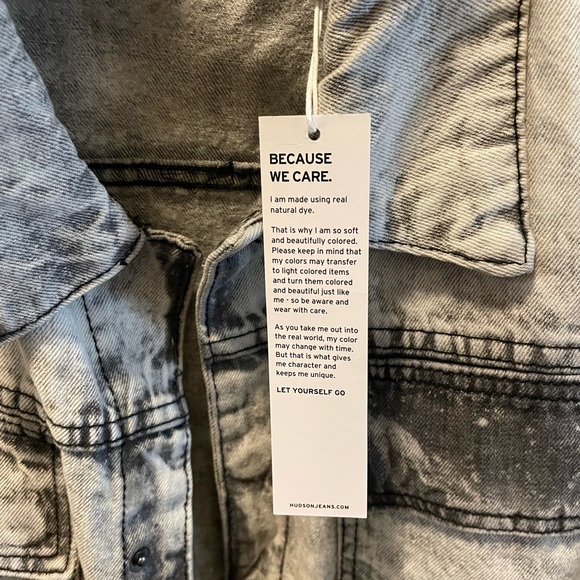 BECAUSE
WE CARE.
I am made using real
natural dye.
That is why I am so soft
and beautifully colored.
Please keep in mind that
my colors may transfer
to light colored items
and turn them colored
and beautiful just like
me - so be aware and
wear with care.
As you take me out into
the real world, my color
may change with time.
But that is what gives
me character and
keeps me unique.
LET YOURSELF GO
HUDSONJEANS.COM